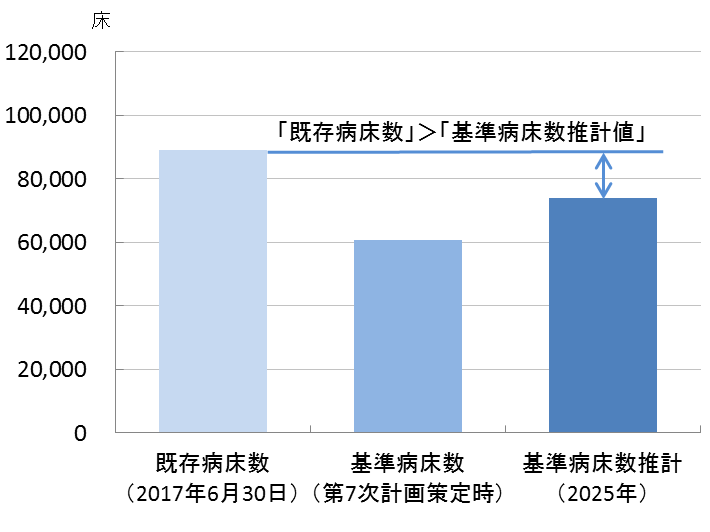 床
120,000
100,000
80,000
60,000
40,000
20,000
0
「既存病床数」＞「基準病床数推計値」
既存病床数
（2017年6月30日）
基準病床数
（第7次計画策定時）
基準病床数推計
（2025年）